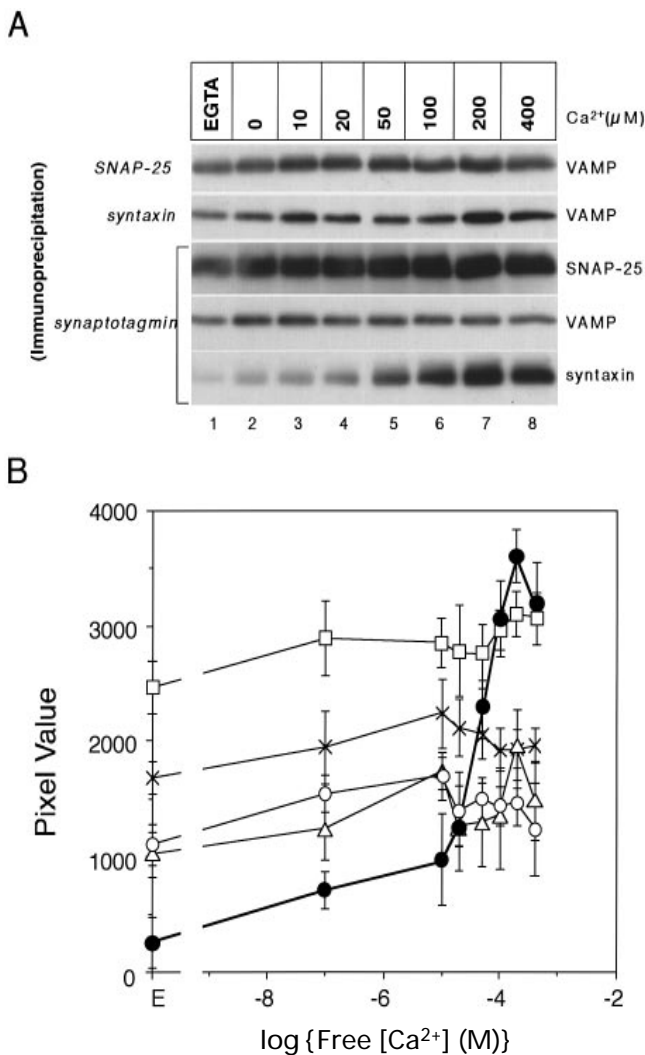 A
EGTA 0 10 20 50 100 200 400 Ca²⁺(µM)
SNAP-25 VAMP
syntaxin VAMP
(Immunoprecipitation)
SNAP-25
synaptotagmin VAMP
syntaxin
1 2 3 4 5 6 7 8
B
4000
3000
2000
1000
0
Pixel Value
E -8 -6 -4 -2
log {Free [Ca²⁺] (M)}